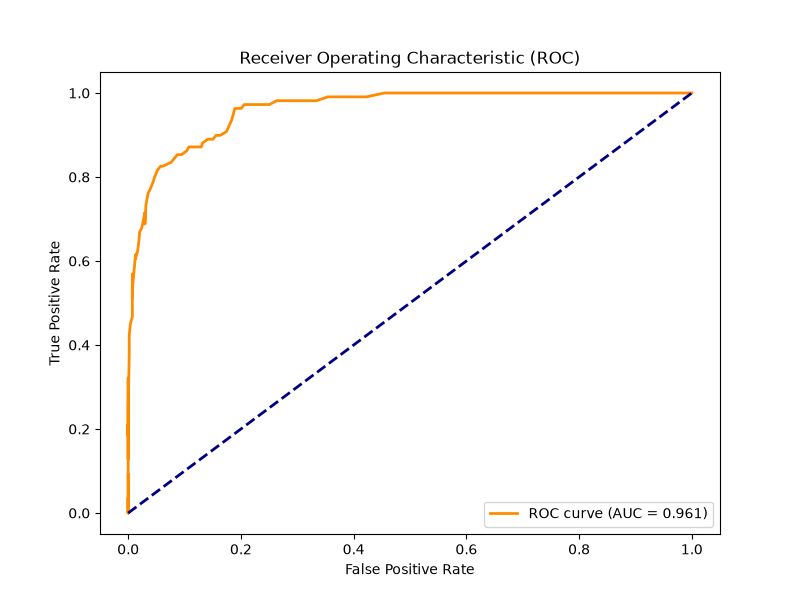 Receiver Operating Characteristic (ROC)
True Positive Rate
1.0
0.8
0.6
0.4
0.2
0.0
0.0 0.2 0.4 0.6 0.8 1.0
False Positive Rate
ROC curve (AUC = 0.961)